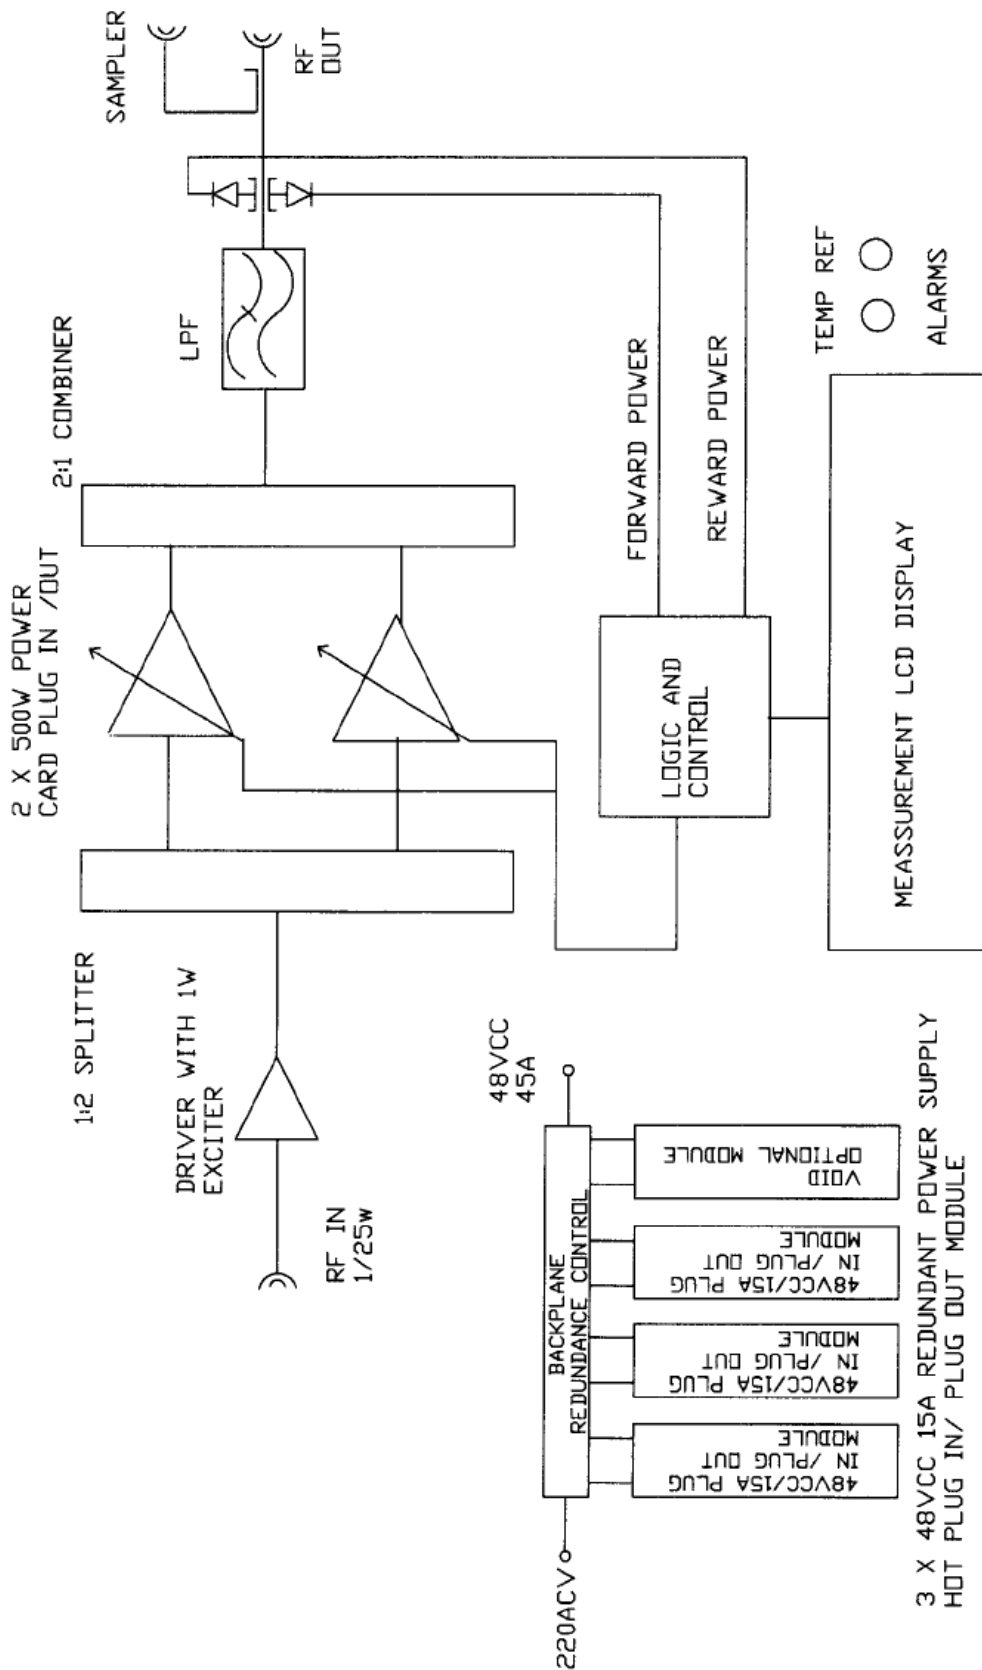 2 X 500W POWER
CARD PLUG IN /OUT
1:2 SPLITTER
2:1 COMBINER
SAMPLER
RF
OUT
LPF
DRIVER WITH 1W
EXCITER
RF IN
1/25w
FORWARD POWER
REWARD POWER
LOGIC AND
CONTROL
TEMP REF
ALARMS
MEASSUREMENT LCD DISPLAY
48VCC
45A
220ACV
BACKPLANE
REDUNDANCE CONTROL
48VCC/15A PLUG
IN /PLUG OUT
MODULE
48VCC/15A PLUG
IN /PLUG OUT
MODULE
48VCC/15A PLUG
IN /PLUG OUT
MODULE
VOID
OPTIONAL MODULE
3 X 48VCC 15A REDUNDANT POWER SUPPLY
HOT PLUG IN/ PLUG OUT MODULE